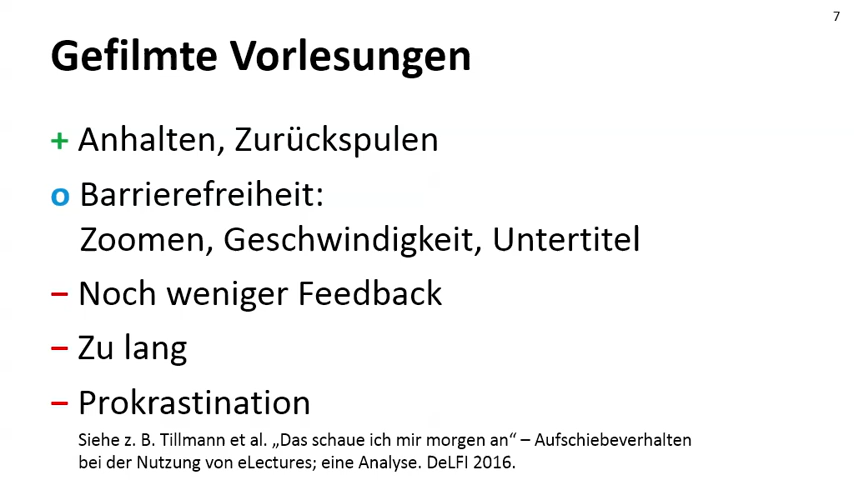 7
Gefilmte Vorlesungen
+ Anhalten, Zurückspulen
o Barrierefreiheit:
Zoomen, Geschwindigkeit, Untertitel
– Noch weniger Feedback
– Zu lang
– Prokrastination
Siehe z. B. Tillmann et al. „Das schaue ich mir morgen an“ – Aufschiebeverhalten
bei der Nutzung von eLectures; eine Analyse. DeLFI 2016.